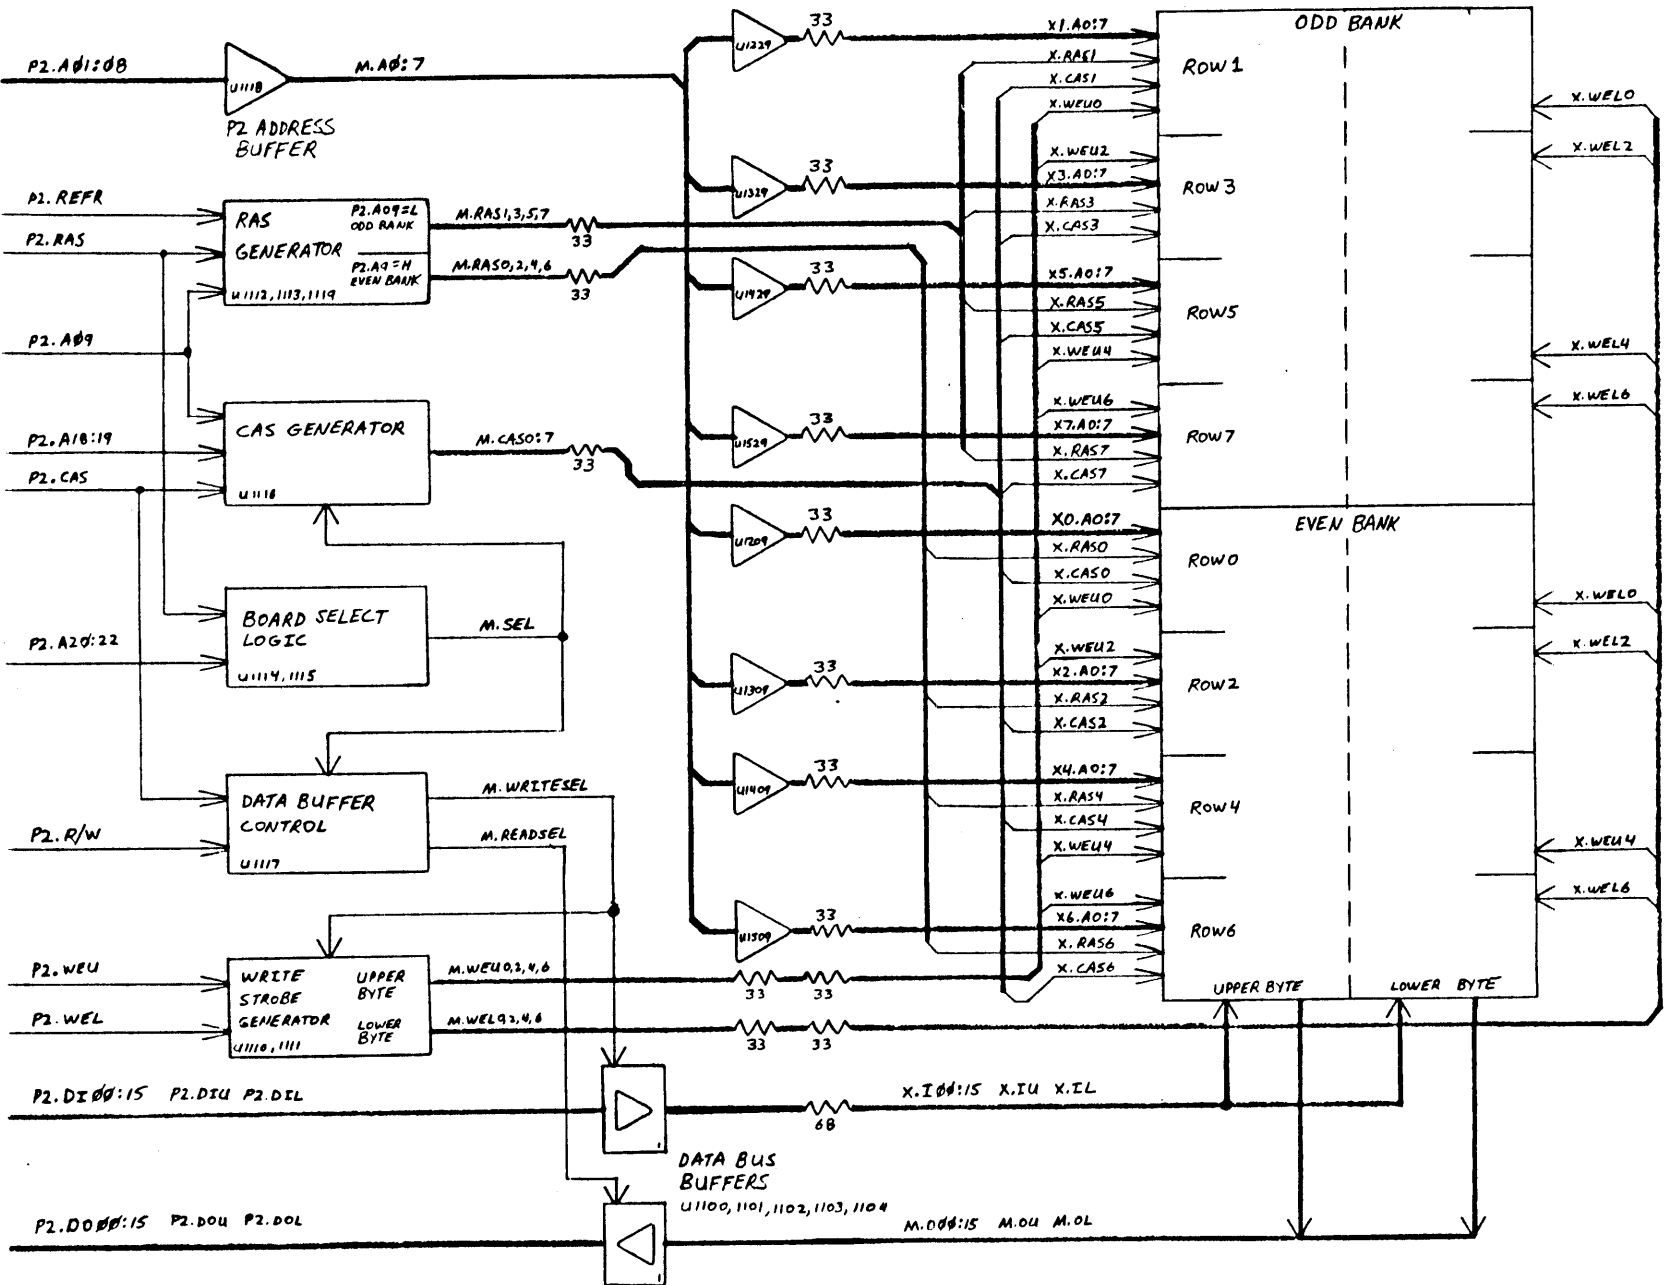 P2.AØ1:Ø8
U1118
M.AØ:7
P2 ADDRESS
BUFFER
P2.REFR
P2.RAS
P2.AØ9
RAS
GENERATOR
U1112,1113,1119
P2.A09=L
ODD BANK
P2.A9=H
EVEN BANK
M.RAS1,3,5,7
33
M.RAS0,2,4,6
33
P2.A18:19
P2.CAS
CAS GENERATOR
U1116
M.CAS0:7
33
BOARD SELECT
LOGIC
U1114,1115
P2.A2Ø:22
M.SEL
DATA BUFFER
CONTROL
U1117
P2.R/W
M.WRITESEL
M.READSEL
P2.WEU
P2.WEL
WRITE
STROBE
GENERATOR
U1110,1111
UPPER
BYTE
LOWER
BYTE
M.WEU0,2,4,6
33
33
M.WEL0,2,4,6
33
33
P2.DIØØ:15 P2.DIU P2.DIL
68
X.IØØ:15 X.IU X.IL
DATA BUS
BUFFERS
U1100,1101,1102,1103,1104
P2.DOØØ:15 P2.DOU P2.DOL
M.OØØ:15 M.OU M.OL
U1229
33
U1329
33
U1429
33
U1529
33
U1209
33
U1309
33
U1409
33
U1509
33
X1.A0:7
X.RAS1
X.CAS1
X.WEU0
X.WEU2
X3.A0:7
X.RAS3
X.CAS3
X5.A0:7
X.RAS5
X.CAS5
X.WEU4
X.WEU6
X7.A0:7
X.RAS7
X.CAS7
X0.A0:7
X.RAS0
X.CAS0
X.WEU0
X.WEU2
X2.A0:7
X.RAS2
X.CAS2
X4.A0:7
X.RAS4
X.CAS4
X.WEU4
X.WEU6
X6.A0:7
X.RAS6
X.CAS6
ODD BANK
ROW1
ROW3
ROW5
ROW7
EVEN BANK
ROW0
ROW2
ROW4
ROW6
UPPER BYTE
LOWER BYTE
X.WEL0
X.WEL2
X.WEL4
X.WEL6
X.WEL0
X.WEL2
X.WEU4
X.WEL6